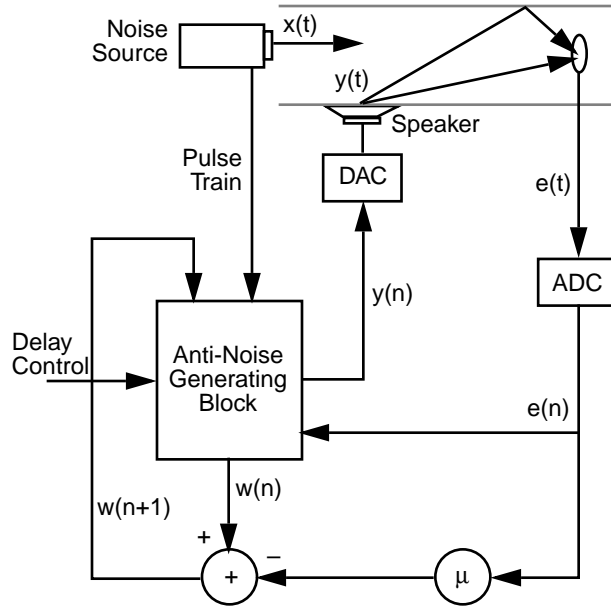 Noise
Source
x(t)
y(t)
Speaker
Pulse
Train
DAC
e(t)
ADC
y(n)
Delay
Control
Anti-Noise
Generating
Block
e(n)
w(n)
w(n+1)
+
−
+
μ